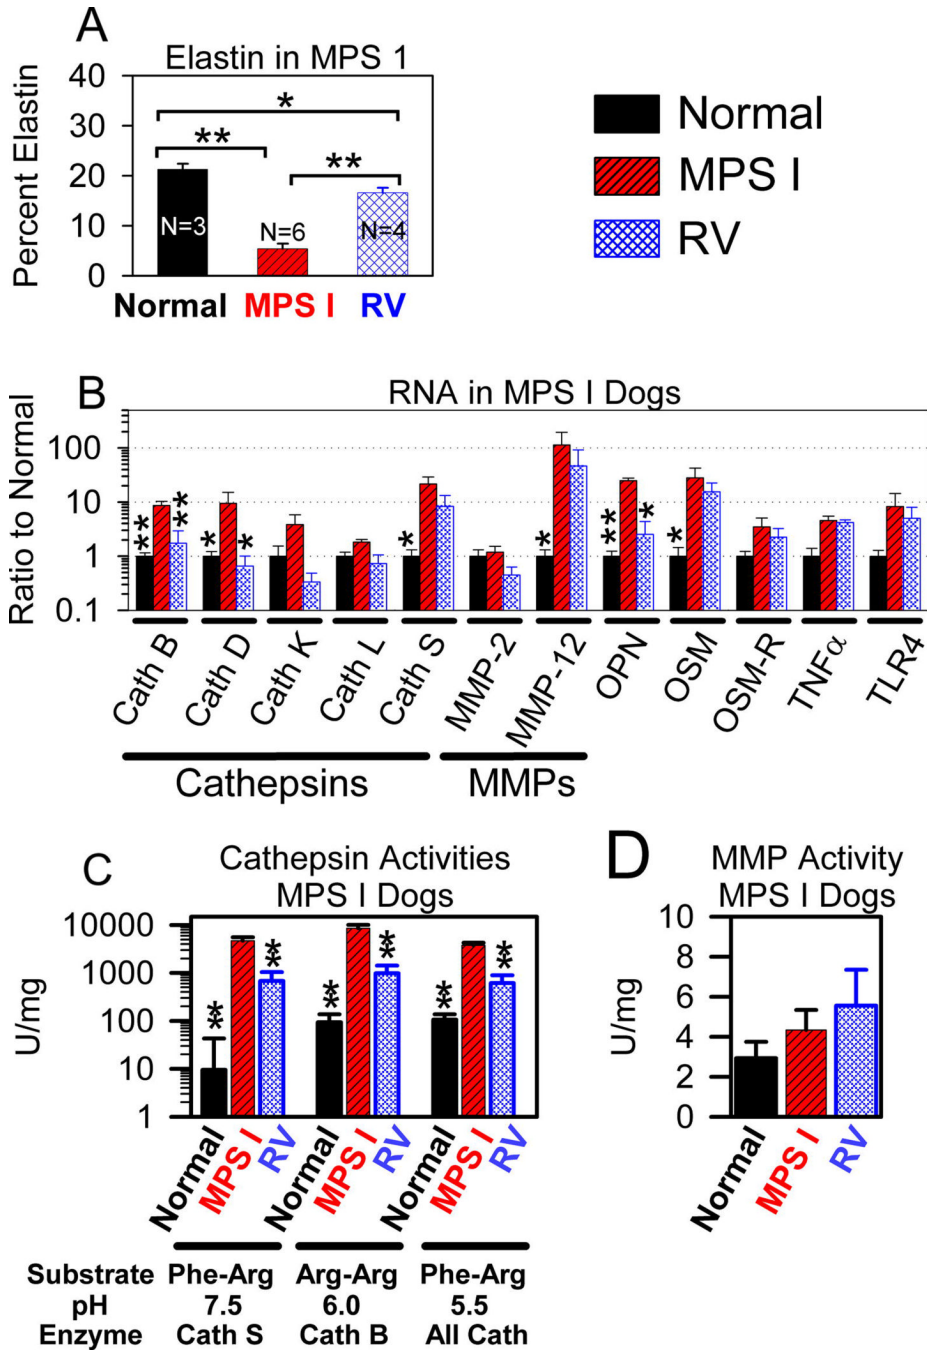 A
Elastin in MPS 1
Percent Elastin
40
30
20
10
0
*
**
**
N=3
N=6
N=4
Normal MPS I RV
Normal
MPS I
RV
B
RNA in MPS I Dogs
Ratio to Normal
100
10
1
0.1
** ** * * * * ** * *
Cath B Cath D Cath K Cath L Cath S MMP-2 MMP-12 OPN OSM OSM-R TNFα TLR4
Cathepsins MMPs
C
Cathepsin Activities
MPS I Dogs
U/mg
10000
1000
100
10
1
** ** ** ** ** **
Normal MPS I RV Normal MPS I RV Normal MPS I RV
Substrate Phe-Arg Arg-Arg Phe-Arg
pH 7.5 6.0 5.5
Enzyme Cath S Cath B All Cath
D
MMP Activity
MPS I Dogs
U/mg
10
8
6
4
2
0
Normal MPS I RV